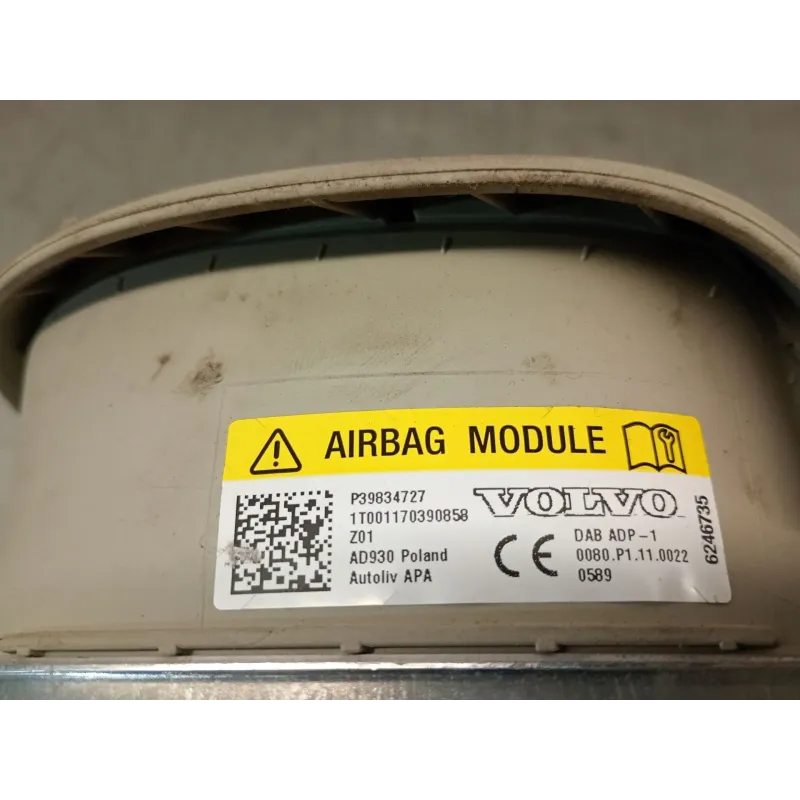 AIRBAG MODULE
P39834727
1T001170390858
Z01
AD930 Poland
Autoliv APA
VOLVO
CE
DAB ADP-1
0080.P1.11.0022
0589
6246735